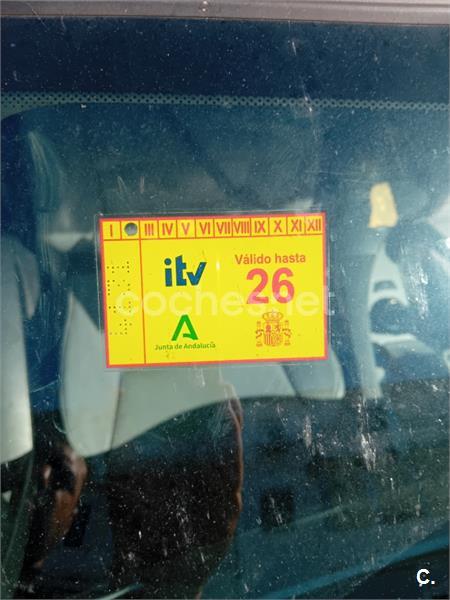 I III IV V VI VII VIII IX X XI XII
itv
Válido hasta
26
Junta de Andalucía
coches.net
Ç.